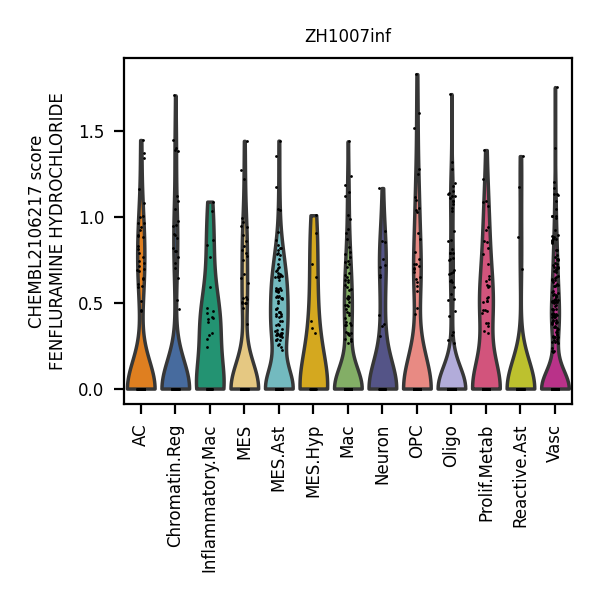 ZH1007inf
CHEMBL2106217 score
FENFLURAMINE HYDROCHLORIDE
1.5
1.0
0.5
0.0
AC
Chromatin.Reg
Inflammatory.Mac
MES
MES.Ast
MES.Hyp
Mac
Neuron
OPC
Oligo
Prolif.Metab
Reactive.Ast
Vasc